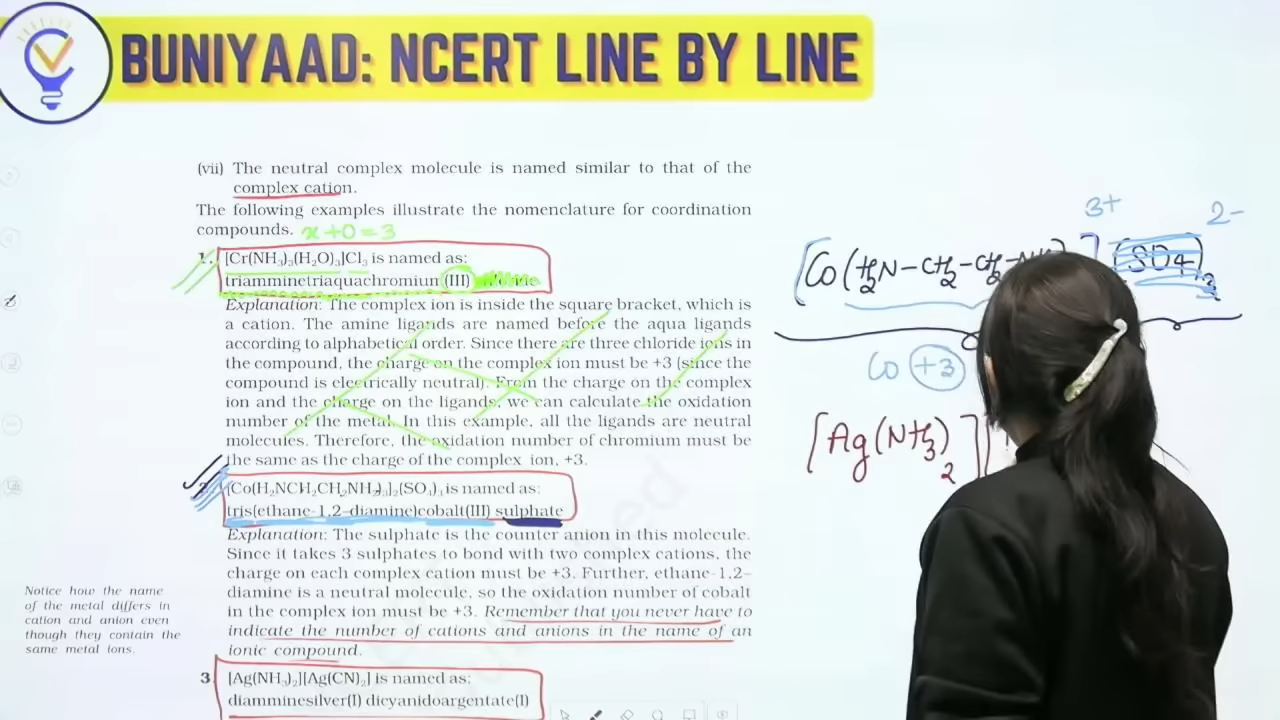 BUNIYAAD: NCERT LINE BY LINE
(vii) The neutral complex molecule is named similar to that of the
complex cation.
The following examples illustrate the nomenclature for coordination
compounds. x+0=3
1. [Cr(NH₃)₃(H₂O)₃]Cl₃ is named as:
triamminetriaquachromium (III)
Explanation: The complex ion is inside the square bracket, which is
a cation. The amine ligands are named before the aqua ligands
according to alphabetical order. Since there are three chloride ions in
the compound, the charge on the complex ion must be +3 (since the
compound is electrically neutral). From the charge on the complex
ion and the charge on the ligands, we can calculate the oxidation
number of the metal. In this example, all the ligands are neutral
molecules. Therefore, the oxidation number of chromium must be
the same as the charge of the complex ion, +3.
2. [Co(H₂NCH₂CH₂NH₂)₃]₂(SO₄)₃ is named as:
tris(ethane-1,2–diamine)cobalt(III) sulphate
Explanation: The sulphate is the counter anion in this molecule.
Since it takes 3 sulphates to bond with two complex cations, the
charge on each complex cation must be +3. Further, ethane-1,2–
diamine is a neutral molecule, so the oxidation number of cobalt
in the complex ion must be +3. Remember that you never have to
indicate the number of cations and anions in the name of an
ionic compound.
3 [Ag(NH₃)₂][Ag(CN)₂] is named as:
diamminesilver(I) dicyanidoargentate(I)
Notice how the name
of the metal differs in
cation and anion even
though they contain the
same metal ions.
3+ 2-
[Co(H₂N-CH₂-CH₂- ] (SO4)3
Co +3
[Ag(NH3)2]